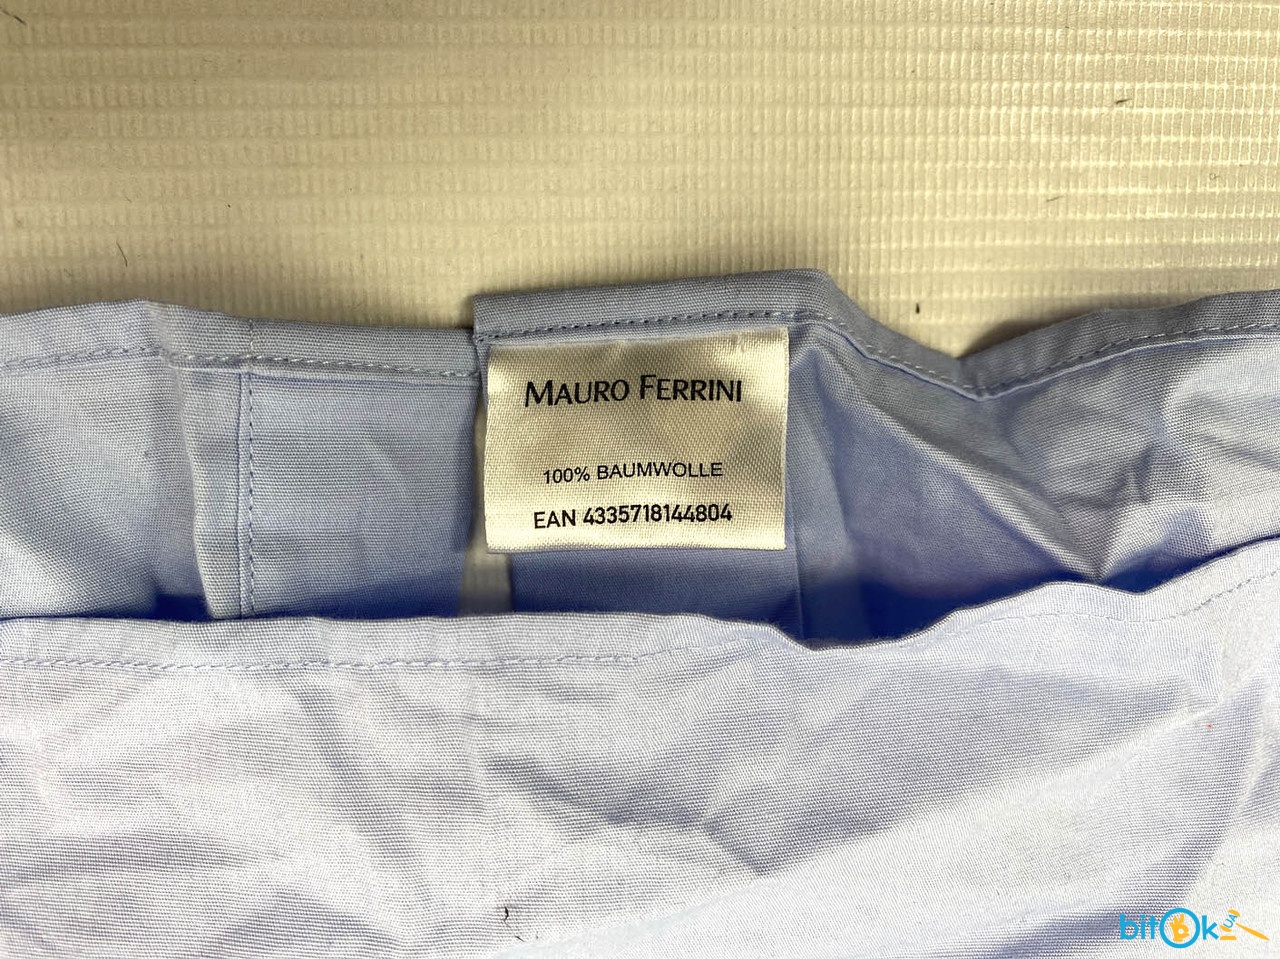 MAURO FERRINI
100% BAUMWOLLE
EAN 4335718144804
bitOk